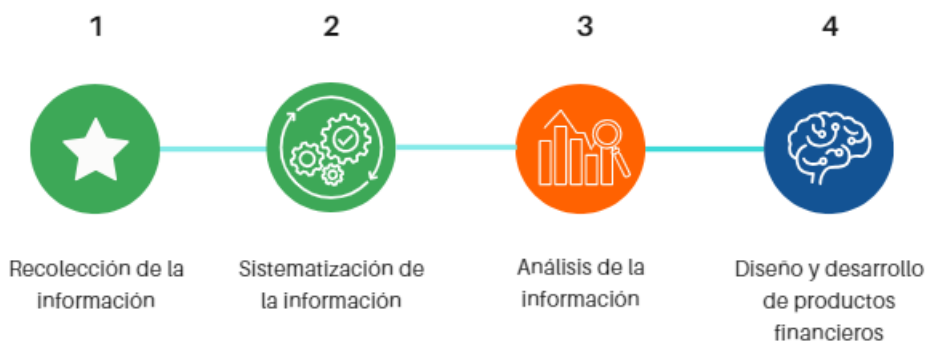 1
2
3
4
Recolección de la
información
Sistematización de
la información
Análisis de la
información
Diseño y desarrollo
de productos
financieros